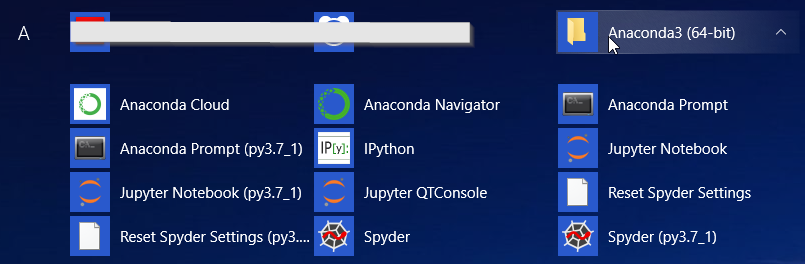 A
Anaconda3 (64-bit)
Anaconda Cloud
Anaconda Navigator
Anaconda Prompt
Anaconda Prompt (py3.7_1)
IP[y]:
IPython
Jupyter Notebook
Jupyter Notebook (py3.7_1)
Jupyter QTConsole
Reset Spyder Settings
Reset Spyder Settings (py3....
Spyder
Spyder (py3.7_1)